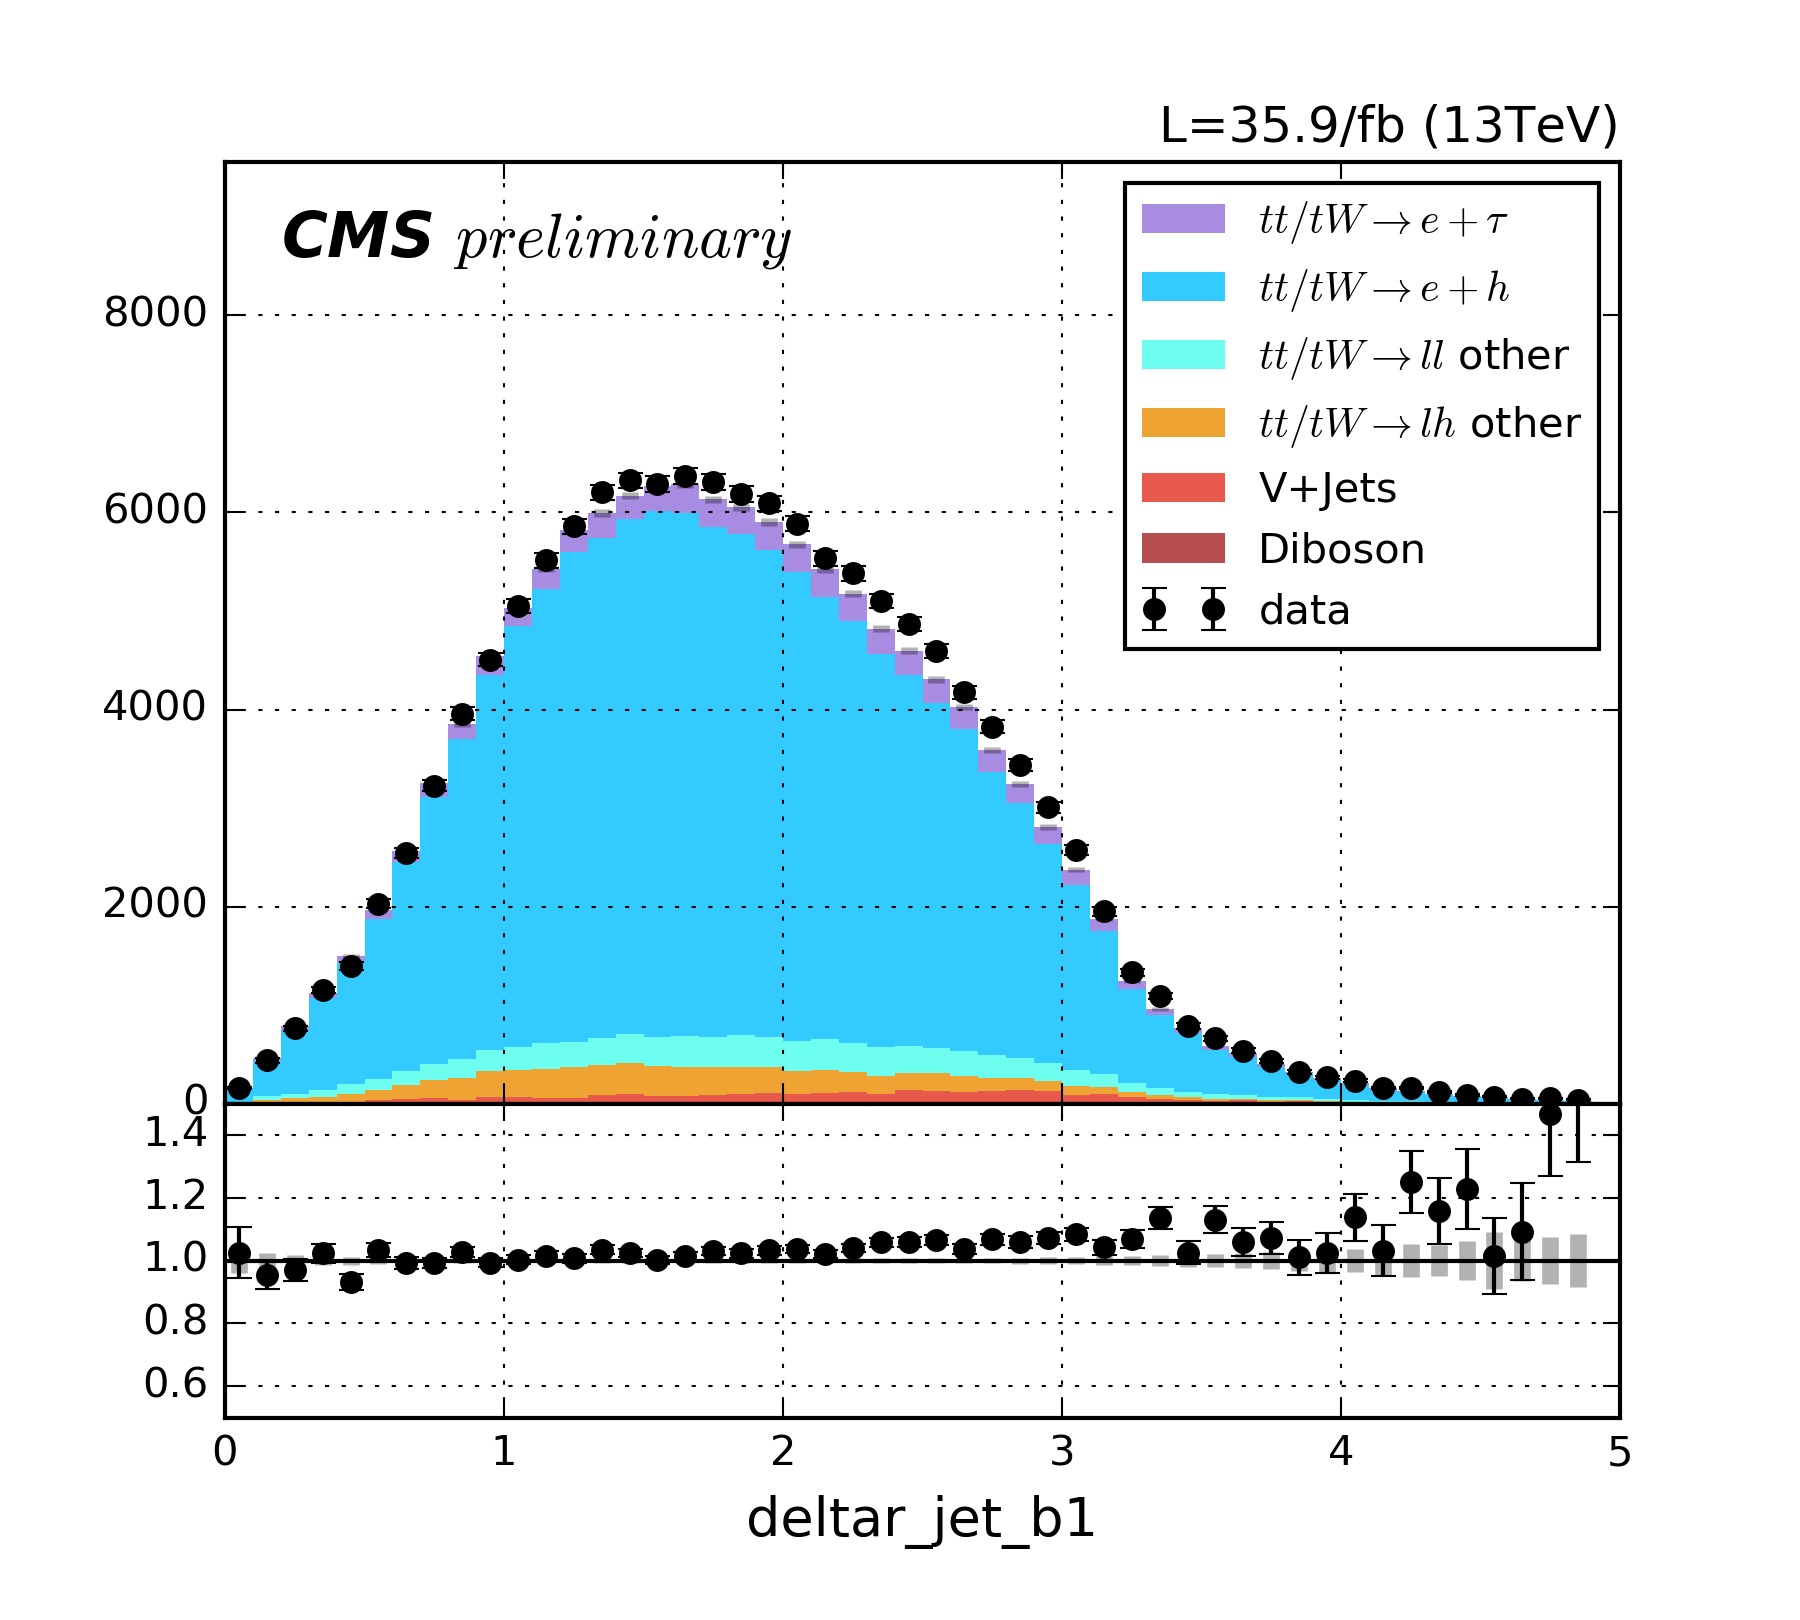 L=35.9/fb (13TeV)
CMS preliminary
tt/tW→e+τ
tt/tW→e+h
tt/tW→ll other
tt/tW→lh other
V+Jets
Diboson
data
8000
6000
4000
2000
0
1.4
1.2
1.0
0.8
0.6
0 1 2 3 4 5
deltar_jet_b1